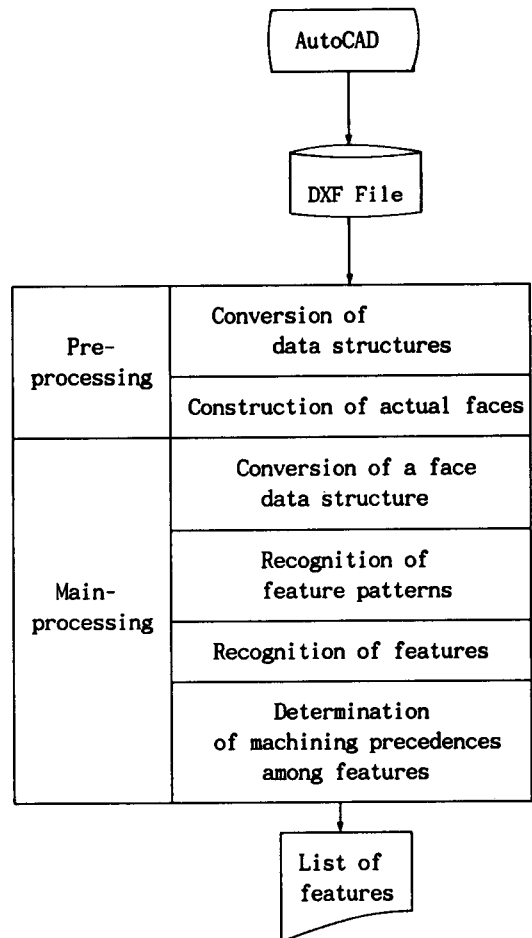 AutoCAD
DXF File
Pre-
processing
Conversion of
data structures
Construction of actual faces
Main-
processing
Conversion of a face
data structure
Recognition of
feature patterns
Recognition of features
Determination
of machining precedences
among features
List of
features